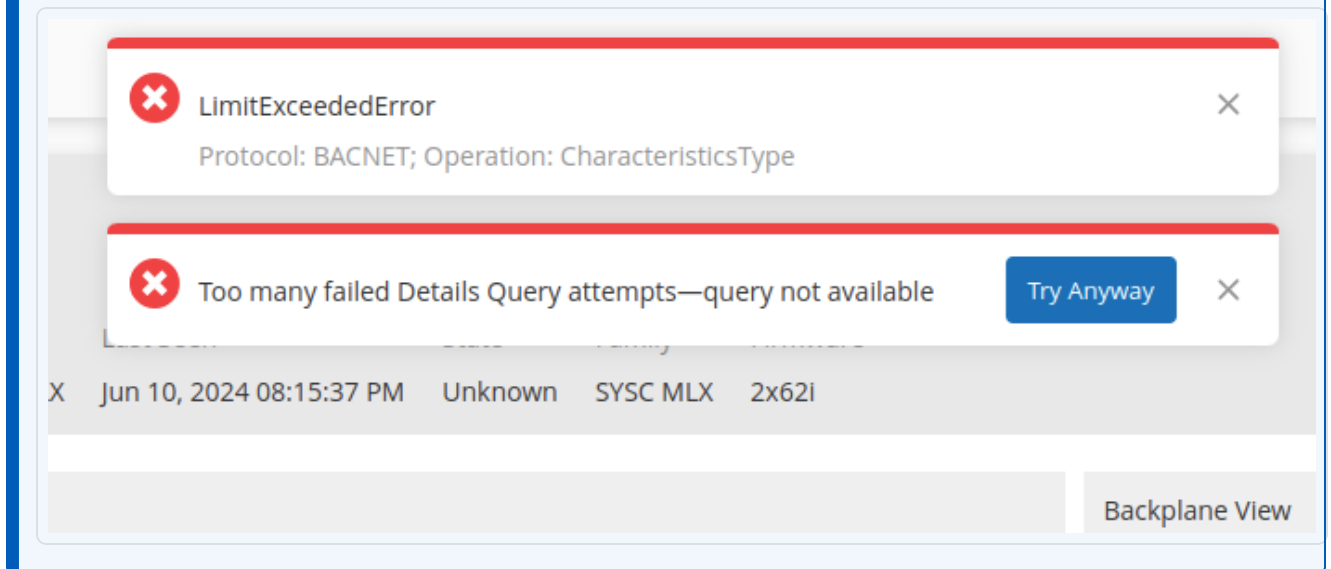 LimitExceededError
Protocol: BACNET; Operation: CharacteristicsType
Too many failed Details Query attempts—query not available Try Anyway
X Jun 10, 2024 08:15:37 PM Unknown SYSC MLX 2x62i
Backplane View